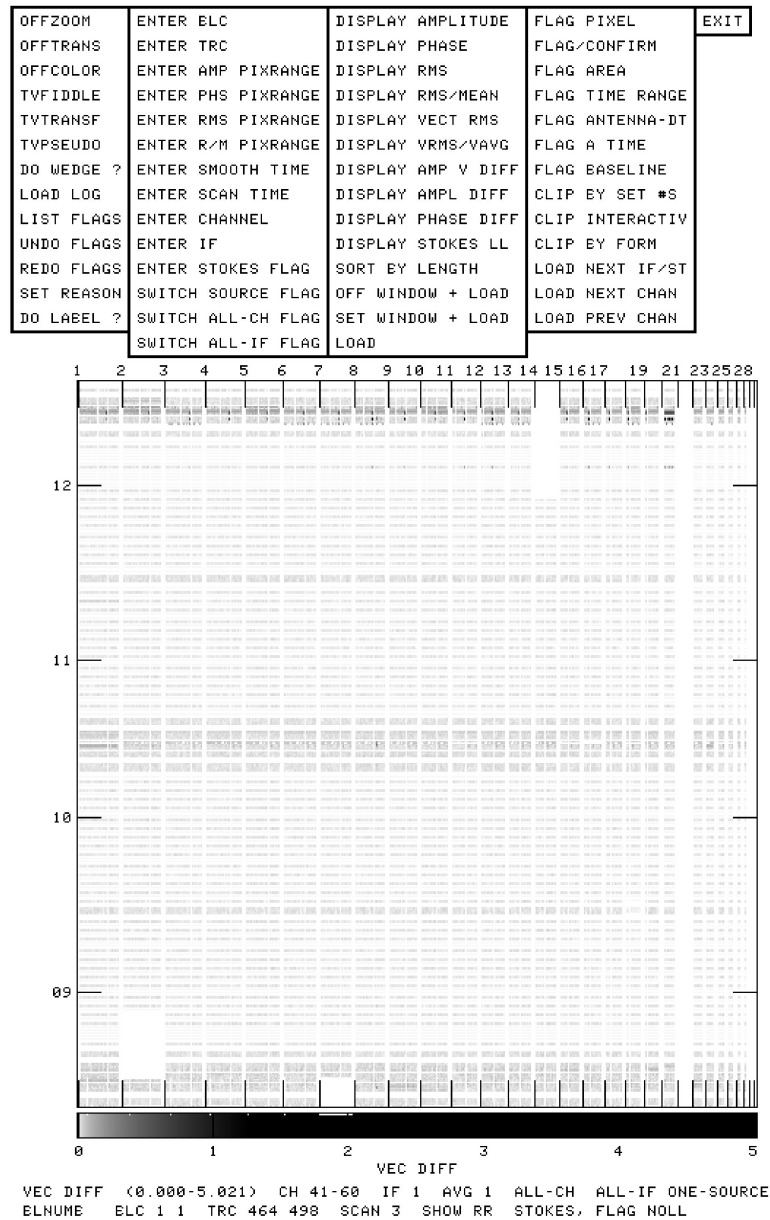 OFFZOOM ENTER BLC DISPLAY AMPLITUDE FLAG PIXEL EXIT
OFFTRANS ENTER TRC DISPLAY PHASE FLAG/CONFIRM
OFFCOLOR ENTER AMP PIXRANGE DISPLAY RMS FLAG AREA
TVFIDDLE ENTER PHS PIXRANGE DISPLAY RMS/MEAN FLAG TIME RANGE
TVTRANSF ENTER RMS PIXRANGE DISPLAY VECT RMS FLAG ANTENNA-DT
TVPSEUDO ENTER R/M PIXRANGE DISPLAY VRMS/VAVG FLAG A TIME
DO WEDGE ? ENTER SMOOTH TIME DISPLAY AMP V DIFF FLAG BASELINE
LOAD LOG ENTER SCAN TIME DISPLAY AMPL DIFF CLIP BY SET #S
LIST FLAGS ENTER CHANNEL DISPLAY PHASE DIFF CLIP INTERACTIV
UNDO FLAGS ENTER IF DISPLAY STOKES LL CLIP BY FORM
REDO FLAGS ENTER STOKES FLAG SORT BY LENGTH LOAD NEXT IF/ST
SET REASON SWITCH SOURCE FLAG OFF WINDOW + LOAD LOAD NEXT CHAN
DO LABEL ? SWITCH ALL-CH FLAG SET WINDOW + LOAD LOAD PREV CHAN
SWITCH ALL-IF FLAG LOAD
1 2 3 4 5 6 7 8 9 10 11 12 13 14 15 16 17 19 21 23 25 28
12
11
10
09
0 1 2 3 4 5
VEC DIFF
VEC DIFF (0.000-5.021) CH 41-60 IF 1 AVG 1 ALL-CH ALL-IF ONE-SOURCE
BLNUMB BLC 1 1 TRC 464 498 SCAN 3 SHOW RR STOKES, FLAG NOLL